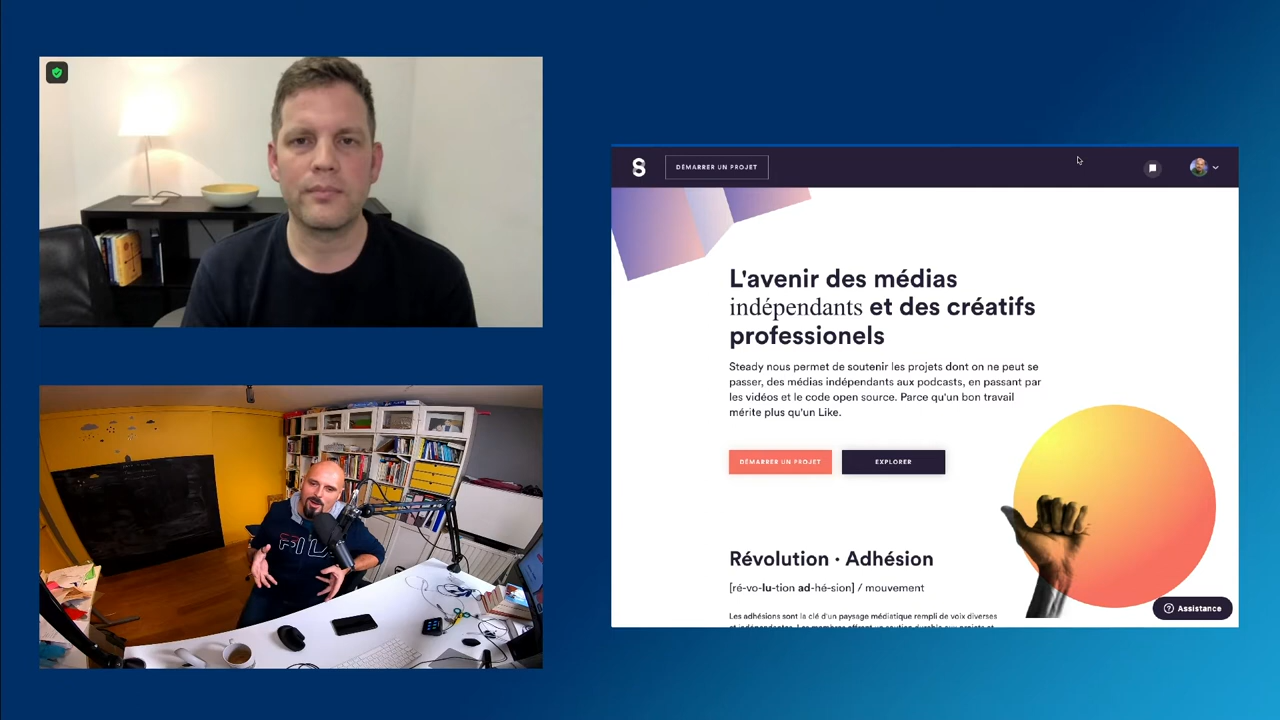 FILA
DÉMARRER UN PROJET
L'avenir des médias
indépendants et des créatifs
professionels
Steady nous permet de soutenir les projets dont on ne peut se
passer, des médias indépendants aux podcasts, en passant par
les vidéos et le code open source. Parce qu'un bon travail
mérite plus qu'un Like.
DÉMARRER UN PROJET
EXPLORER
Révolution · Adhésion
[ré-vo-lu-tion ad-hé-sion] / mouvement
Les adhésions sont la clé d'un paysage médiatique rempli de voix diverses
Assistance